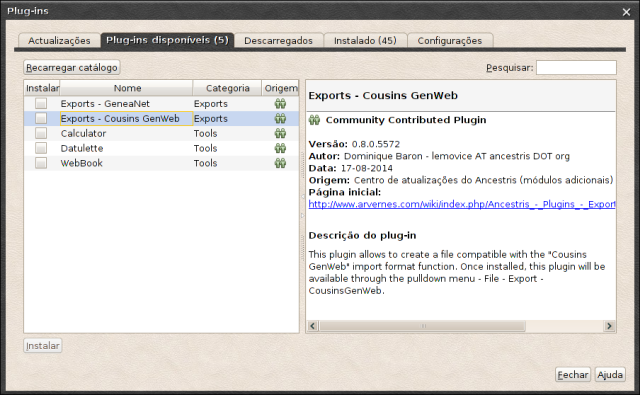 Plug-ins
Actualizações Plug-ins disponíveis (5) Descarregados Instalado (45) Configurações
Recarregar catálogo Pesquisar:
Instalar Nome Categoria Origem
Exports - GeneaNet Exports
Exports - Cousins GenWeb Exports
Calculator Tools
Datulette Tools
WebBook Tools
Exports - Cousins GenWeb
Community Contributed Plugin
Versão: 0.8.0.5572
Autor: Dominique Baron - lemovice AT ancestris DOT org
Data: 17-08-2014
Origem: Centro de atualizações do Ancestris (módulos adicionais)
Página inicial:
http://www.arvernes.com/wiki/index.php/Ancestris_-_Plugins_-_Export
Descrição do plug-in
This plugin allows to create a file compatible with the "Cousins
GenWeb" import format function. Once installed, this plugin will be
available through the pulldown menu - File - Export -
CousinsGenWeb.
Instalar
Fechar Ajuda